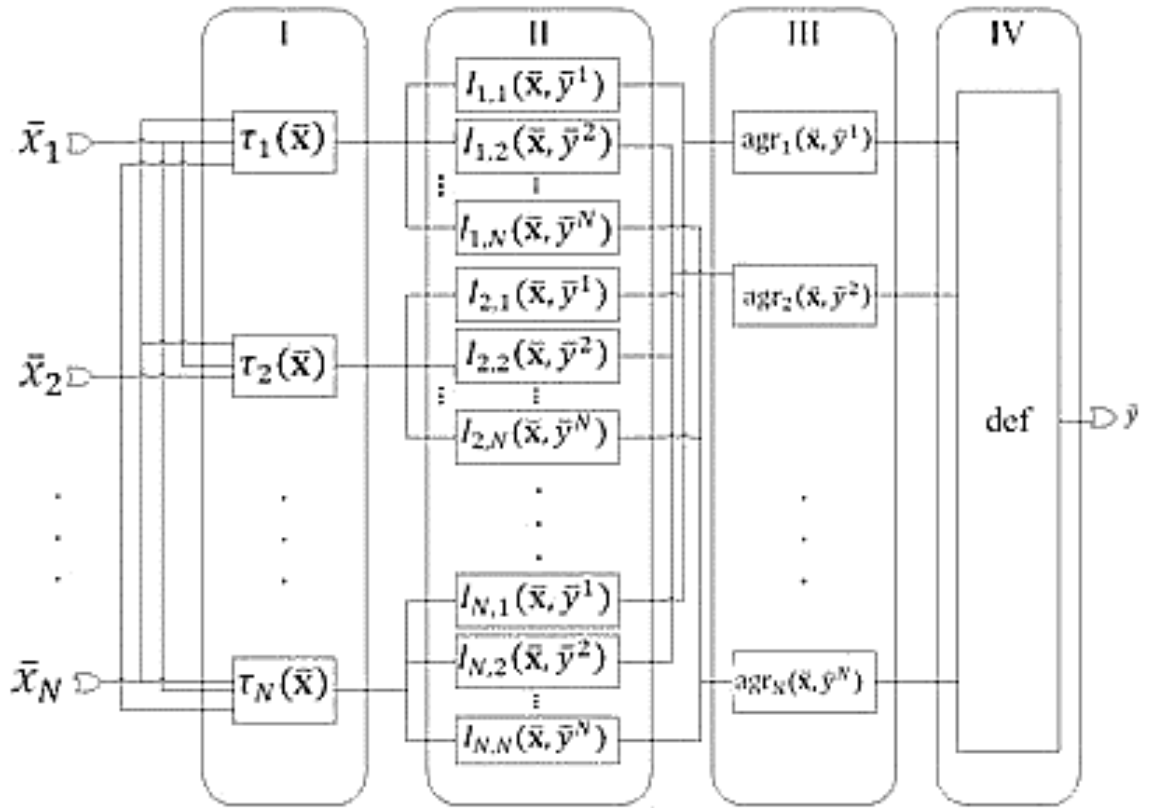 I
II
III
IV
x̄₁
τ₁(x̄)
I₁,₁(x̄, ȳ¹)
I₁,₂(x̄, ȳ²)
I₁,N(x̄, ȳᴺ)
agr₁(x̄, ȳ¹)
x̄₂
τ₂(x̄)
I₂,₁(x̄, ȳ¹)
I₂,₂(x̄, ȳ²)
I₂,N(x̄, ȳᴺ)
agr₂(x̄, ȳ²)
def
ȳ
x̄N
τN(x̄)
IN,₁(x̄, ȳ¹)
IN,₂(x̄, ȳ²)
IN,N(x̄, ȳᴺ)
agrN(x̄, ȳᴺ)